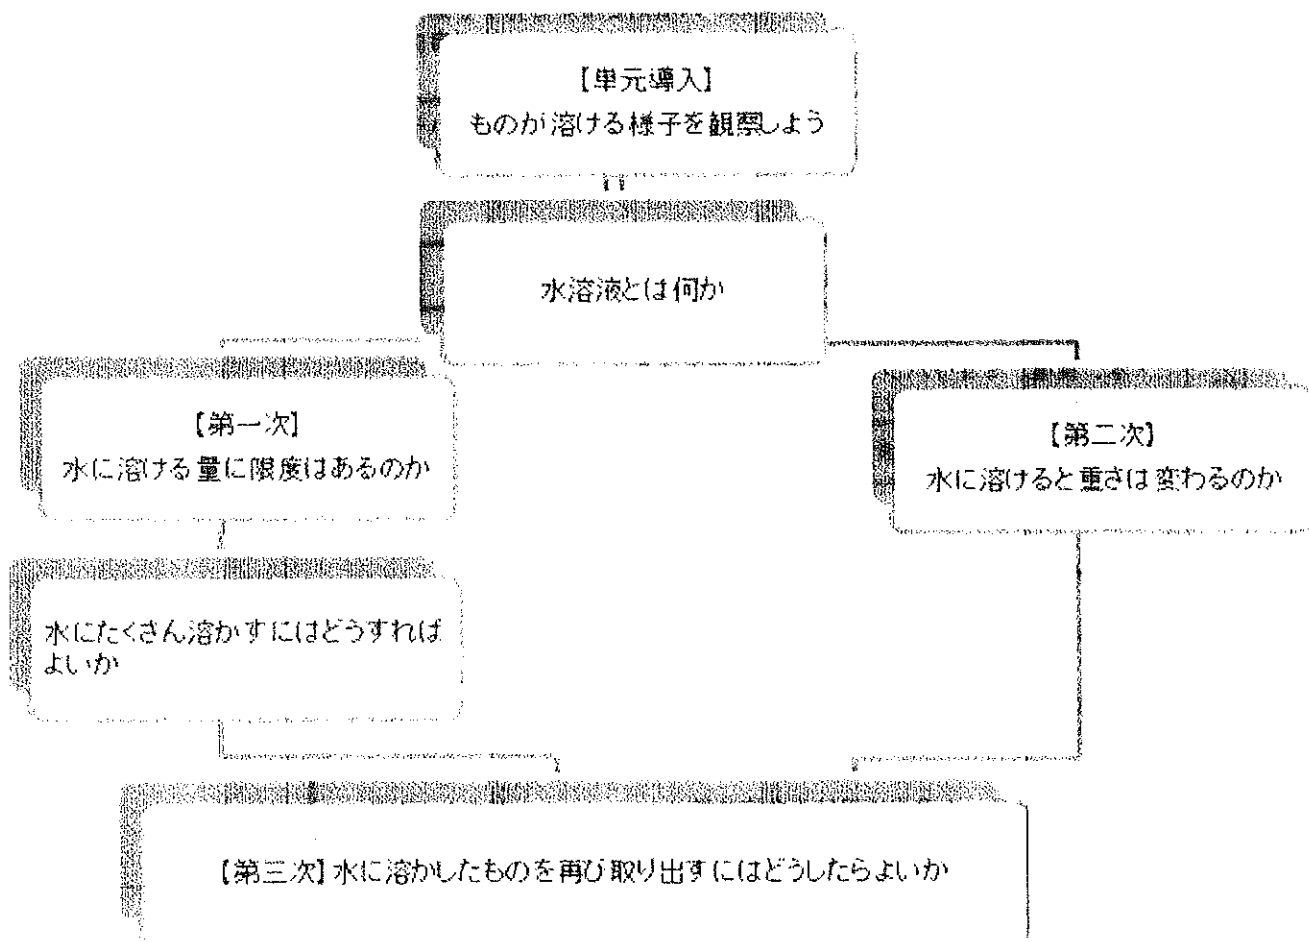 【単元導入】
ものが溶ける様子を観察しよう
水溶液とは何か
【第一次】
水に溶ける量に限度はあるのか
【第二次】
水に溶けると重さは変わるのか
水にたくさん溶かすにはどうすれば
よいか
【第三次】水に溶かしたものを再び取り出すにはどうしたらよいか